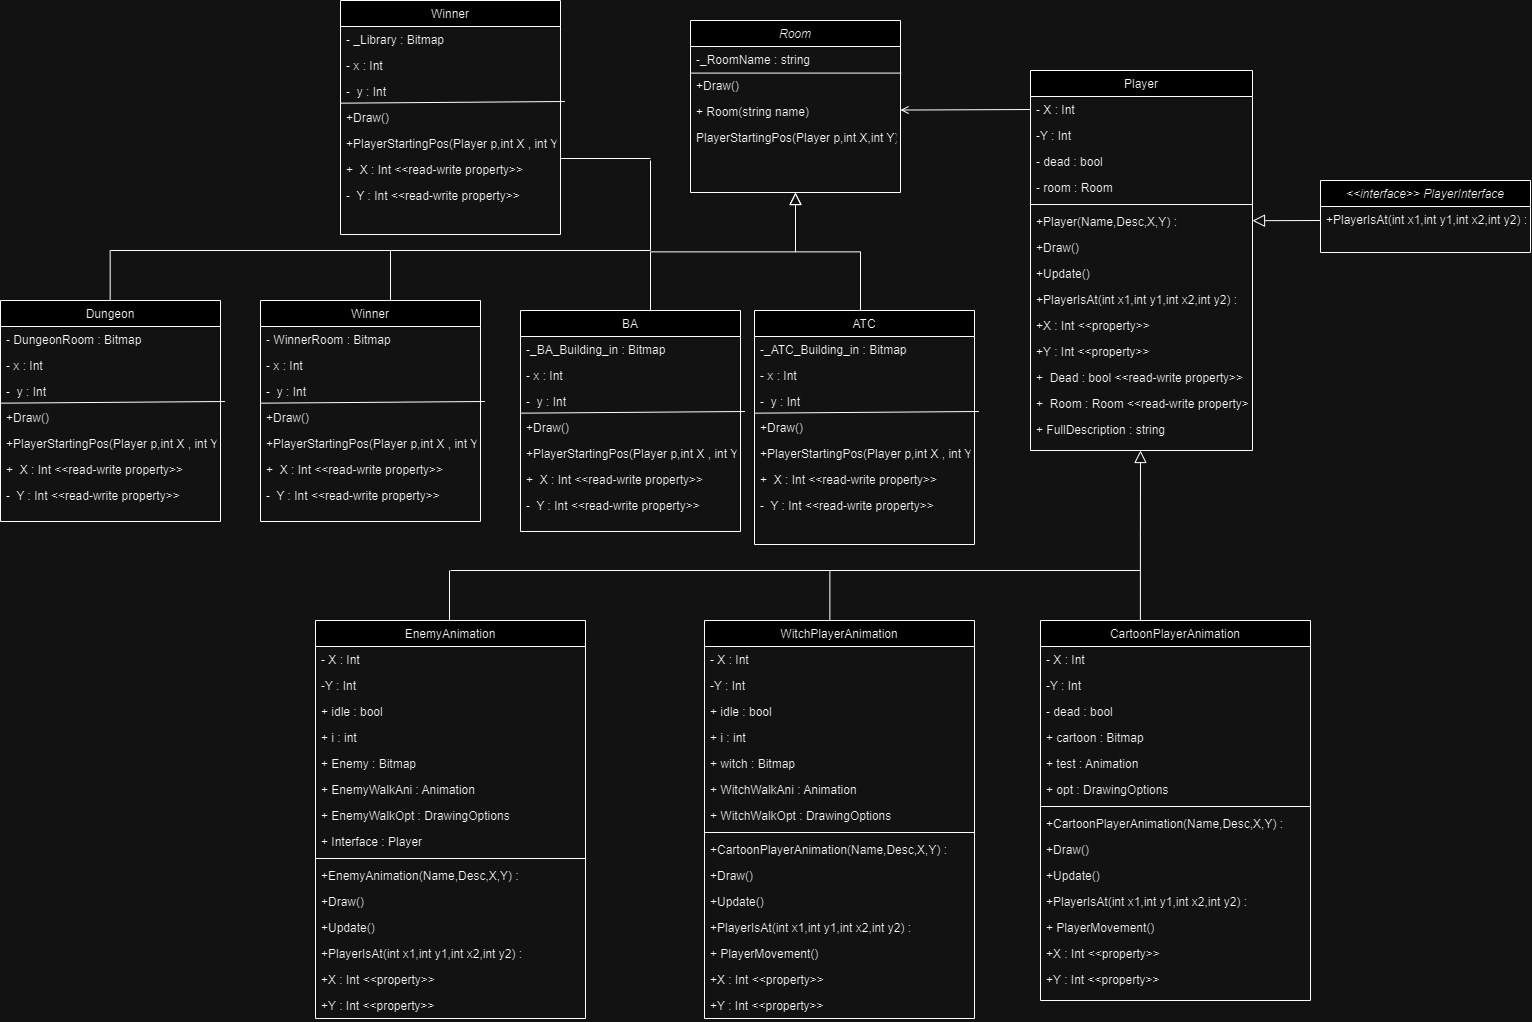 Winner
- _Library : Bitmap
- x : Int
-  y : Int
+Draw()
+PlayerStartingPos(Player p,int X , int Y
+  X : Int <<read-write property>>
-  Y : Int <<read-write property>>
Room
-_RoomName : string
+Draw()
+ Room(string name)
PlayerStartingPos(Player p,int X,int Y)
Player
- X : Int
-Y : Int
- dead : bool
- room : Room
+Player(Name,Desc,X,Y) :
+Draw()
+Update()
+PlayerIsAt(int x1,int y1,int x2,int y2) :
+X : Int <<property>>
+Y : Int <<property>>
+  Dead : bool <<read-write property>>
+  Room : Room <<read-write property>
+ FullDescription : string
<<interface>> PlayerInterface
+PlayerIsAt(int x1,int y1,int x2,int y2) :
Dungeon
- DungeonRoom : Bitmap
- x : Int
-  y : Int
+Draw()
+PlayerStartingPos(Player p,int X , int Y
+  X : Int <<read-write property>>
-  Y : Int <<read-write property>>
Winner
- WinnerRoom : Bitmap
- x : Int
-  y : Int
+Draw()
+PlayerStartingPos(Player p,int X , int Y
+  X : Int <<read-write property>>
-  Y : Int <<read-write property>>
BA
-_BA_Building_in : Bitmap
- x : Int
-  y : Int
+Draw()
+PlayerStartingPos(Player p,int X , int Y
+  X : Int <<read-write property>>
-  Y : Int <<read-write property>>
ATC
-_ATC_Building_in : Bitmap
- x : Int
-  y : Int
+Draw()
+PlayerStartingPos(Player p,int X , int Y
+  X : Int <<read-write property>>
-  Y : Int <<read-write property>>
EnemyAnimation
- X : Int
-Y : Int
+ idle : bool
+ i : int
+ Enemy : Bitmap
+ EnemyWalkAni : Animation
+ EnemyWalkOpt : DrawingOptions
+ Interface : Player
+EnemyAnimation(Name,Desc,X,Y) :
+Draw()
+Update()
+PlayerIsAt(int x1,int y1,int x2,int y2) :
+X : Int <<property>>
+Y : Int <<property>>
WitchPlayerAnimation
- X : Int
-Y : Int
+ idle : bool
+ i : int
+ witch : Bitmap
+ WitchWalkAni : Animation
+ WitchWalkOpt : DrawingOptions
+CartoonPlayerAnimation(Name,Desc,X,Y) :
+Draw()
+Update()
+PlayerIsAt(int x1,int y1,int x2,int y2) :
+ PlayerMovement()
+X : Int <<property>>
+Y : Int <<property>>
CartoonPlayerAnimation
- X : Int
-Y : Int
- dead : bool
+ cartoon : Bitmap
+ test : Animation
+ opt : DrawingOptions
+CartoonPlayerAnimation(Name,Desc,X,Y) :
+Draw()
+Update()
+PlayerIsAt(int x1,int y1,int x2,int y2) :
+ PlayerMovement()
+X : Int <<property>>
+Y : Int <<property>>